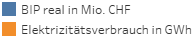 BIP real in Mio. CHF
Elektrizitätsverbrauch in GWh